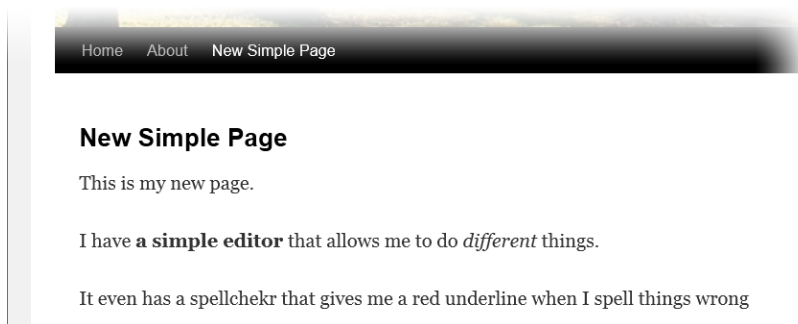 Home About New Simple Page
New Simple Page
This is my new page.
I have a simple editor that allows me to do different things.
It even has a spellchekr that gives me a red underline when I spell things wrong